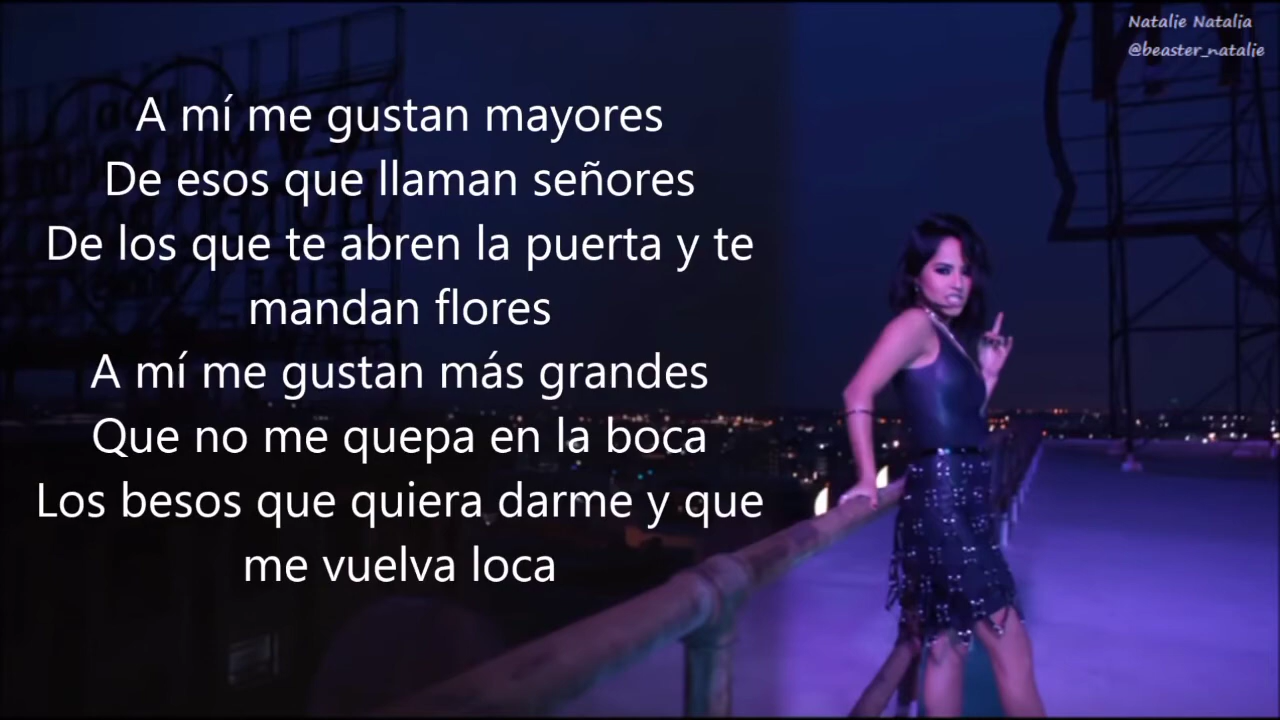 Natalie Natalia
@beaster_natalie
A mí me gustan mayores
De esos que llaman señores
De los que te abren la puerta y te
mandan flores
A mí me gustan más grandes
Que no me quepa en la boca
Los besos que quiera darme y que
me vuelva loca